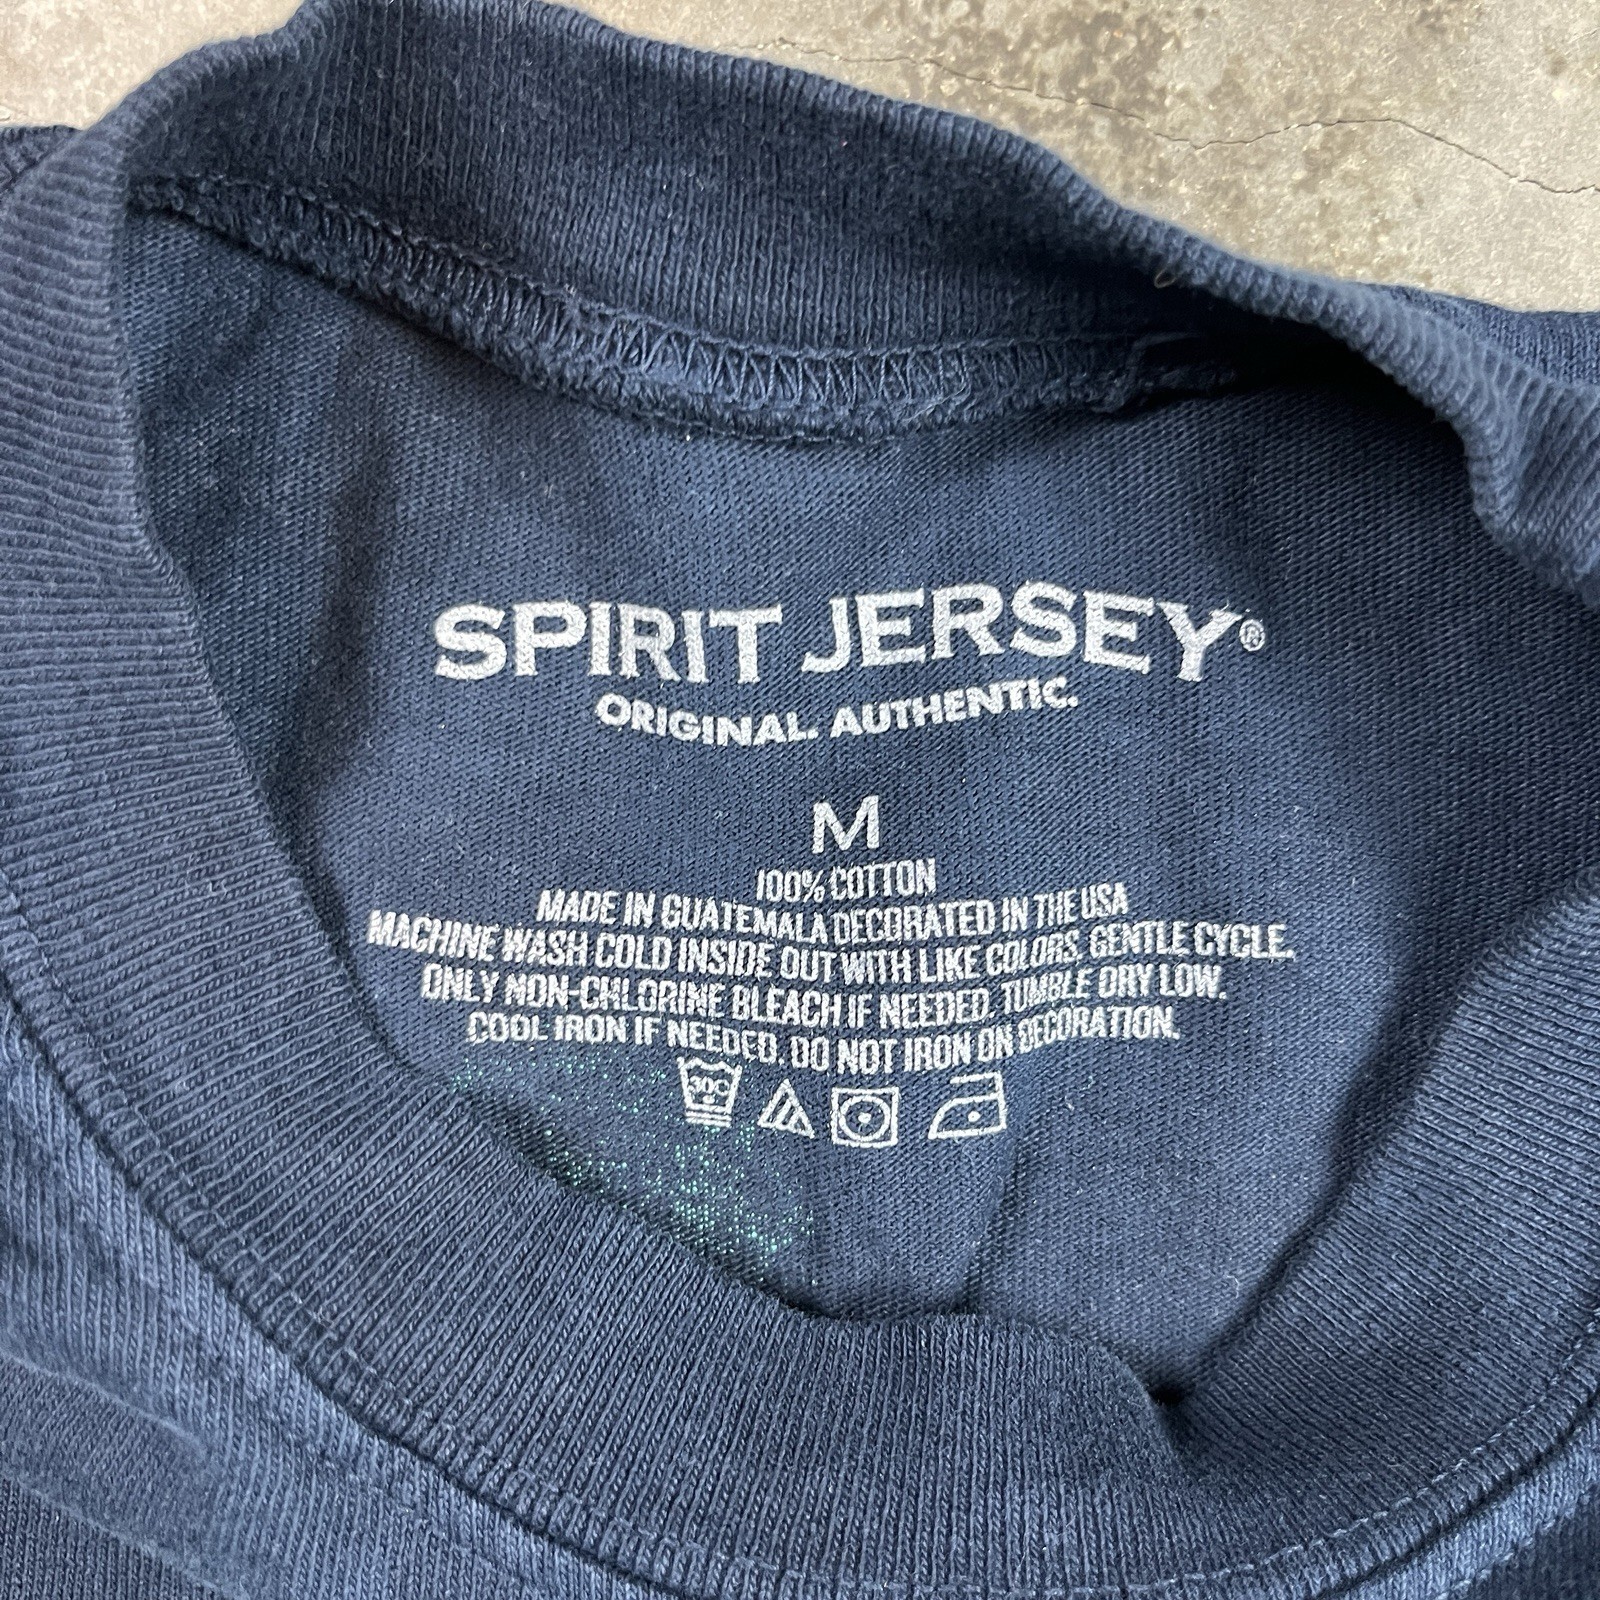 SPIRIT JERSEY®
ORIGINAL. AUTHENTIC.
M
100% COTTON
MADE IN GUATEMALA DECORATED IN THE USA
MACHINE WASH COLD INSIDE OUT WITH LIKE COLORS, GENTLE CYCLE.
ONLY NON-CHLORINE BLEACH IF NEEDED. TUMBLE DRY LOW.
COOL IRON IF NEEDED. DO NOT IRON ON DECORATION.
30C